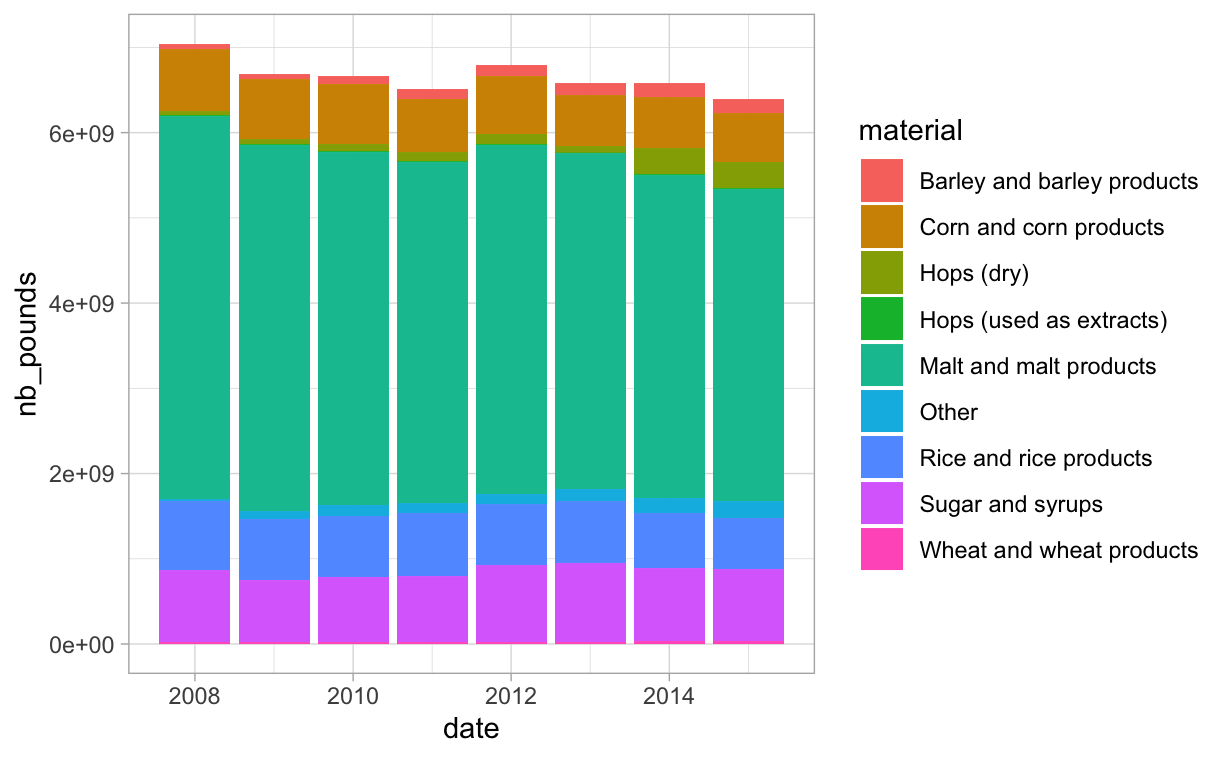 nb_pounds
6e+09
4e+09
2e+09
0e+00
2008 2010 2012 2014
date
material
Barley and barley products
Corn and corn products
Hops (dry)
Hops (used as extracts)
Malt and malt products
Other
Rice and rice products
Sugar and syrups
Wheat and wheat products